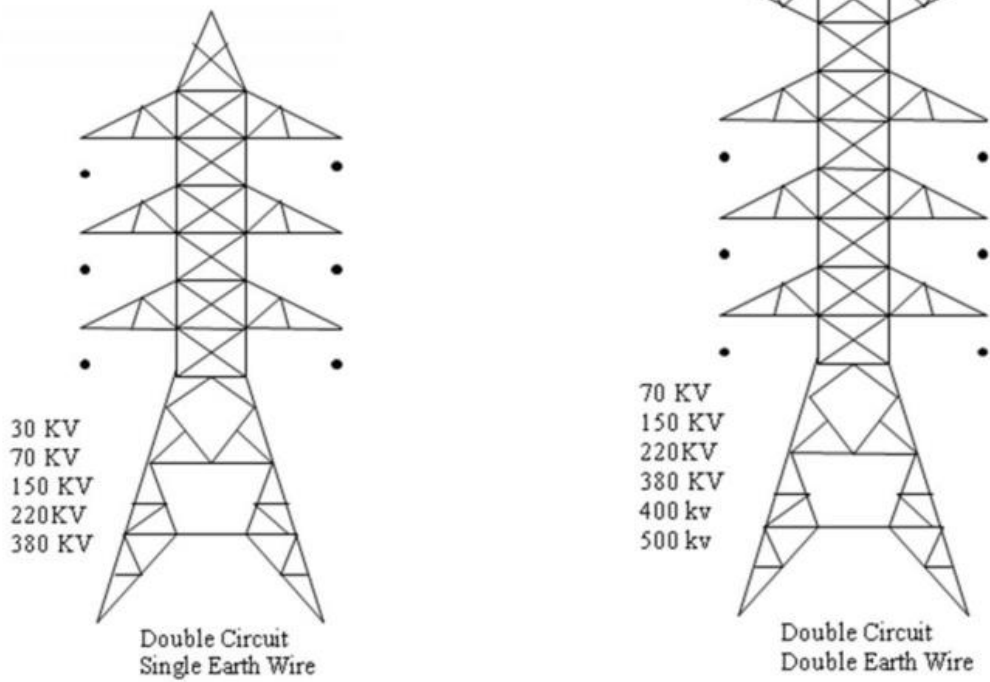 30 KV
70 KV
150 KV
220KV
380 KV
Double Circuit
Single Earth Wire
70 KV
150 KV
220KV
380 KV
400 kv
500 kv
Double Circuit
Double Earth Wire